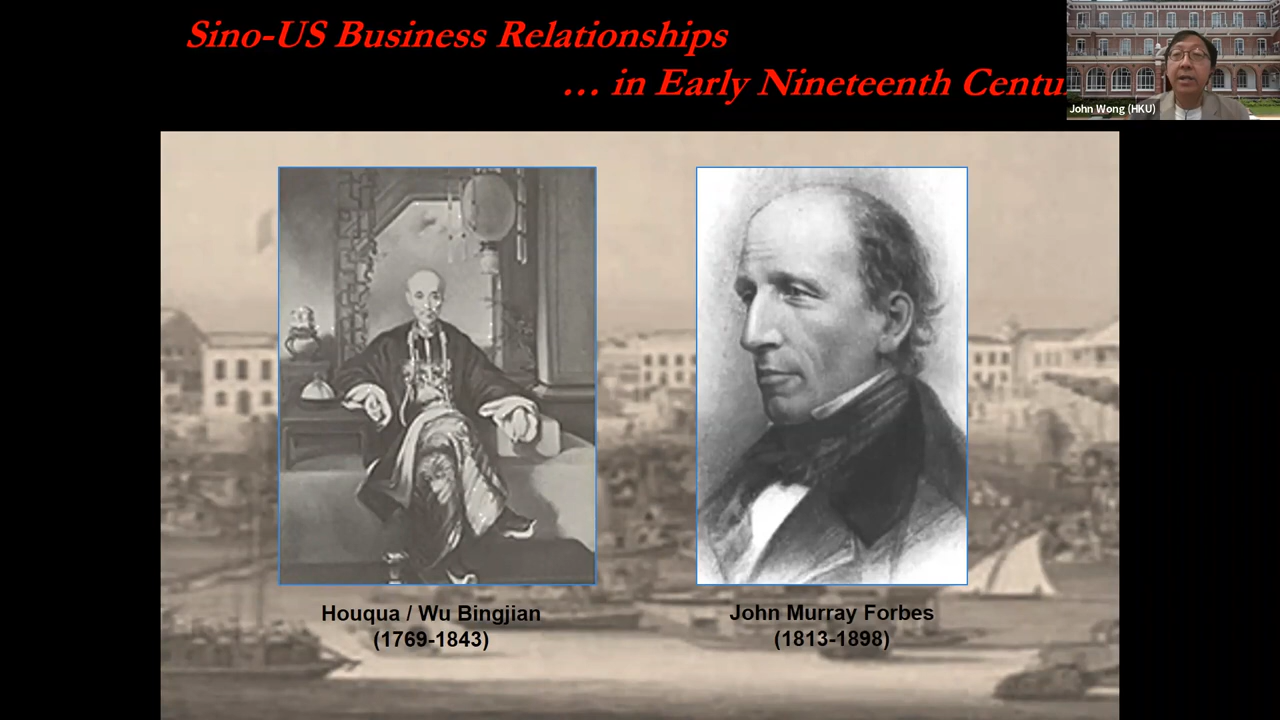 Sino-US Business Relationships
… in Early Nineteenth
John Wong (HKU)
Houqua / Wu Bingjian
(1769-1843)
John Murray Forbes
(1813-1898)